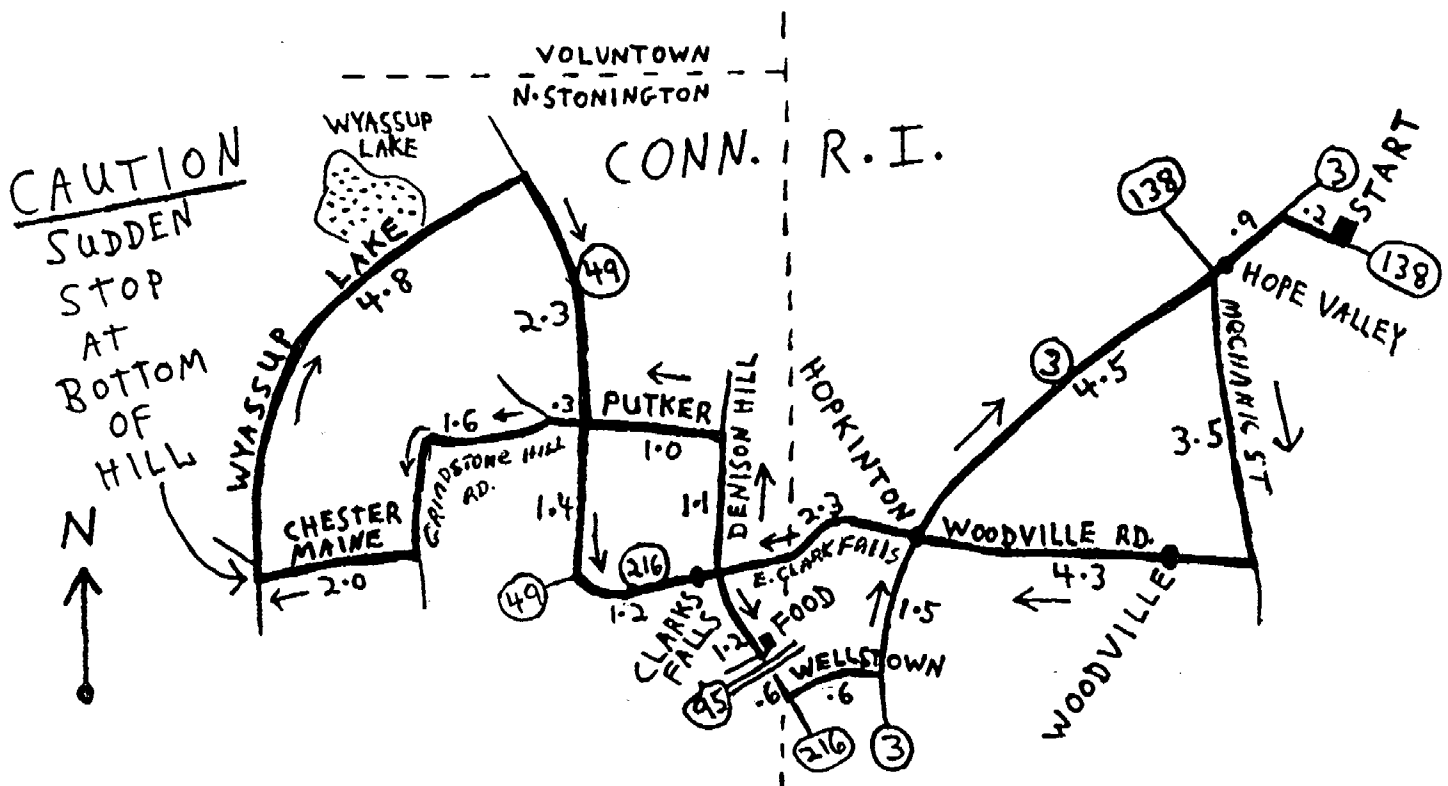 VOLUNTOWN
N. STONINGTON
CONN.
R. I.
WYASSUP
LAKE
CAUTION
SUDDEN
STOP
AT
BOTTOM
OF
HILL
N
WYASSUP
LAKE
4.8
49
2.3
.3
PUTKER
1.0
1.6
GRINDSTONE HILL
RD.
CHESTER
MAINE
2.0
1.4
1.1
DENISON HILL
49
216
1.2
CLARKS
FALLS
2.3
E. CLARK FALLS
HOPKINTON
1.2
FOOD
95
.6
WELLSTOWN
.6
216
3
1.5
WOODVILLE RD.
4.3
WOODVILLE
3
4.5
138
.9
3
.2
START
138
HOPE VALLEY
MECHANIC ST
3.5